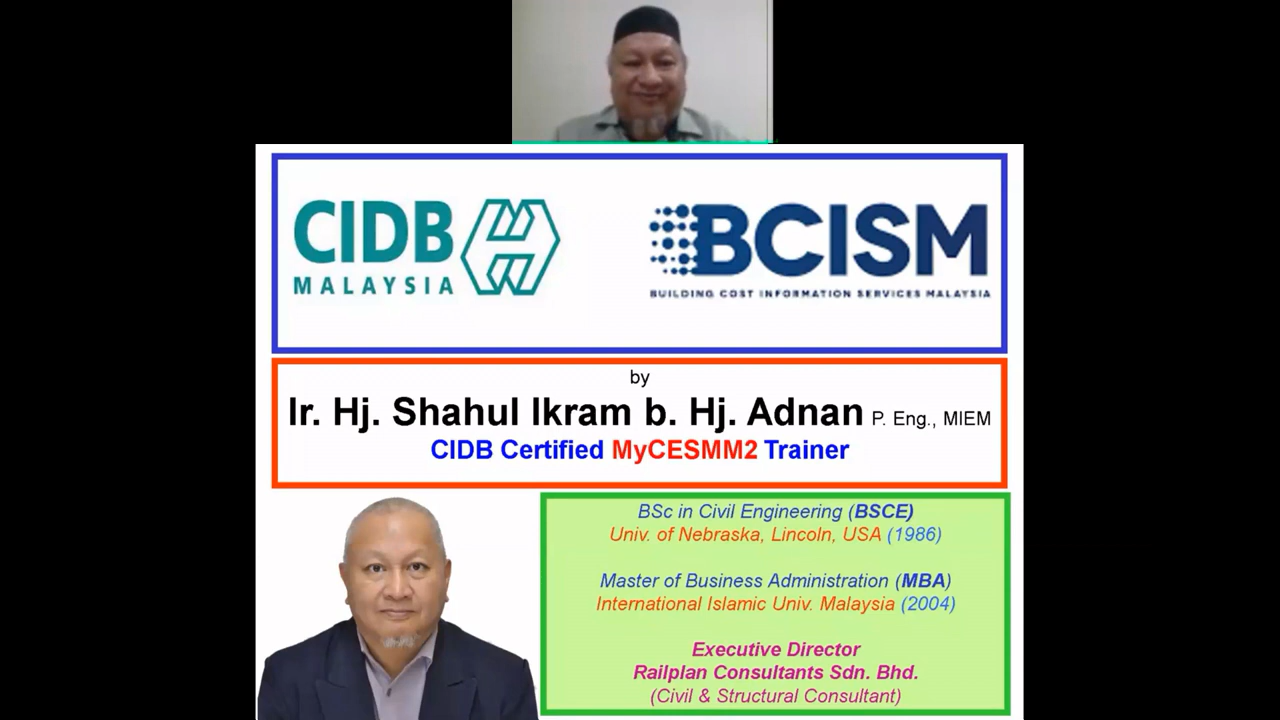 CIDB
MALAYSIA
BCISM
BUILDING COST INFORMATION SERVICES MALAYSIA
by
Ir. Hj. Shahul Ikram b. Hj. Adnan P. Eng., MIEM
CIDB Certified MyCESMM2 Trainer
BSc in Civil Engineering (BSCE)
Univ. of Nebraska, Lincoln, USA (1986)
Master of Business Administration (MBA)
International Islamic Univ. Malaysia (2004)
Executive Director
Railplan Consultants Sdn. Bhd.
(Civil & Structural Consultant)